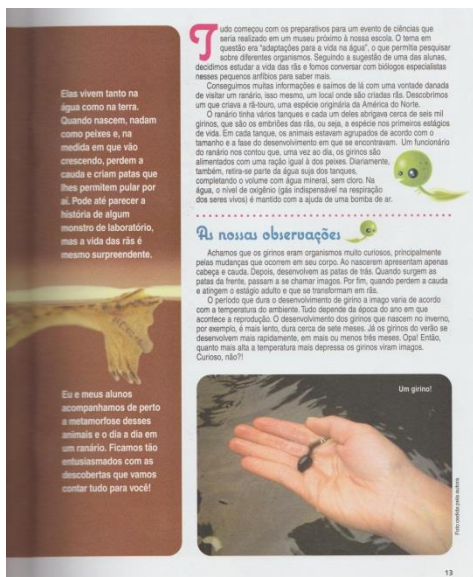 Elas vivem tanto na
água como na terra.
Quando nascem, nadam
como peixes e, na
medida em que vão
crescendo, perdem a
cauda e criam patas que
lhes permitem pular por
aí. Pode até parecer a
história de algum
monstro de laboratório,
mas a vida das rãs é
mesmo surpreendente.
Eu e meus alunos
acompanhamos de perto
a metamorfose desses
animais e o dia a dia em
um ranário. Ficamos tão
entusiasmados com as
descobertas que vamos
contar tudo para você!
Tudo começou com os preparativos para um evento de ciências que
seria realizado em um museu próximo à nossa escola. O tema em
questão era "adaptações para a vida na água", o que permitia pesquisar
sobre diferentes organismos. Seguindo a sugestão de uma das alunas,
decidimos estudar a vida das rãs e fomos conversar com biólogos especialistas
nesses pequenos anfíbios para saber mais.
Conseguimos muitas informações e saímos de lá com uma vontade danada
de visitar um ranário, isso mesmo, um local onde são criadas rãs. Descobrimos
um que criava a rã-touro, uma espécie originária da América do Norte.
O ranário tinha vários tanques e cada um deles abrigava cerca de seis mil
girinos, que são os embriões das rãs, ou seja, a espécie nos primeiros estágios
de vida. Em cada tanque, os animais estavam agrupados de acordo com o
tamanho e a fase do desenvolvimento em que se encontravam. Um funcionário
do ranário nos contou que, uma vez ao dia, os girinos são
alimentados com uma ração igual à dos peixes. Diariamente,
também, retira-se parte da água suja dos tanques,
completando o volume com água mineral, sem cloro. Na
água, o nível de oxigênio (gás indispensável na respiração
dos seres vivos) é mantido com a ajuda de uma bomba de ar.
As nossas observações
Achamos que os girinos eram organismos muito curiosos, principalmente
pelas mudanças que ocorrem em seu corpo. Ao nascerem apresentam apenas
cabeça e cauda. Depois, desenvolvem as patas de trás. Quando surgem as
patas da frente, passam a se chamar imagos. Por fim, quando perdem a cauda
e atingem o estágio adulto e que se transformam em rãs.
O período que dura o desenvolvimento de girino a imago varia de acordo
com a temperatura do ambiente. Tudo depende da época do ano em que
acontece a reprodução. O desenvolvimento dos girinos que nascem no inverno,
por exemplo, é mais lento, dura cerca de sete meses. Já os girinos do verão se
desenvolvem mais rapidamente, em mais ou menos três meses. Opa! Então,
quanto mais alta a temperatura mais depressa os girinos viram imagos.
Curioso, não?!
Um girino!
Foto cedida pela autora
13